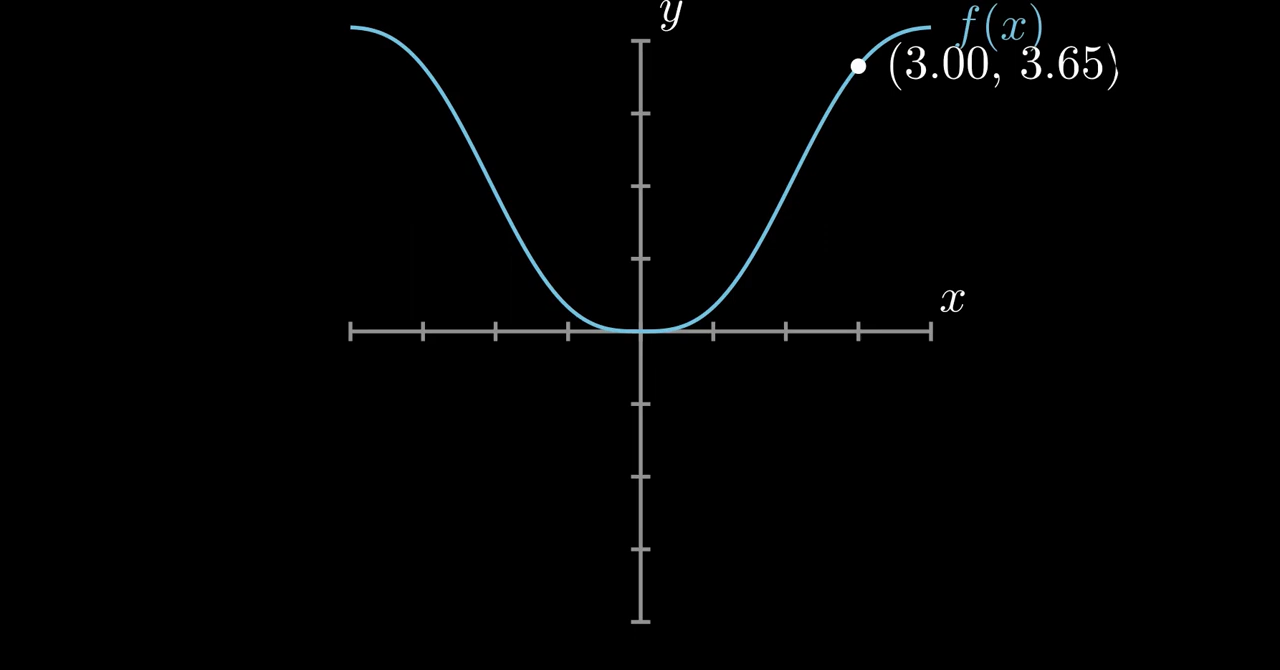 y
f(x)
(3.00, 3.65)
x